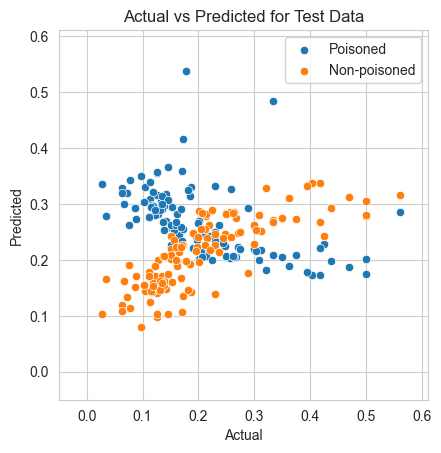 Actual vs Predicted for Test Data
Poisoned
Non-poisoned
0.6
0.5
0.4
0.3
0.2
0.1
0.0
Predicted
0.0 0.1 0.2 0.3 0.4 0.5 0.6
Actual